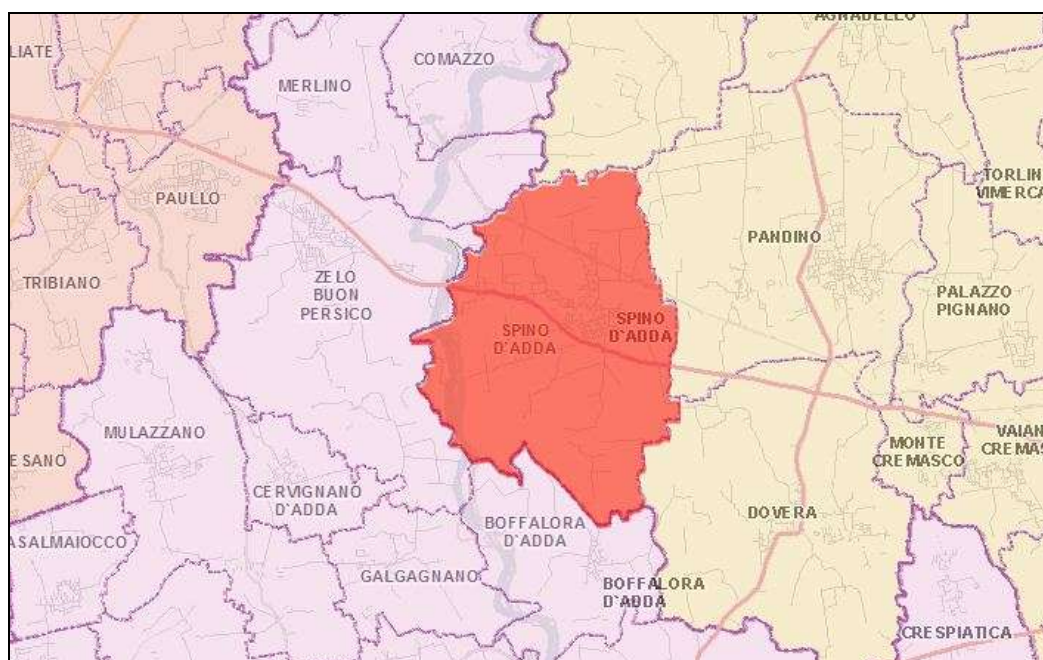 AGNADELLO
LIATE
COMAZZO
MERLINO
TORLIN
VIMERCA
PAULLO
PANDINO
TRIBIANO
ZELO
BUON
PERSICO
PALAZZO
PIGNANO
SPINO
D`ADDA
SPINO
D`ADDA
MULAZZANO
MONTE
CREMASCO
VAIAN
CREMAS
E SANO
CERVIGNANO
D`ADDA
DOVERA
BOFFALORA
D`ADDA
ASALMAIOCCO
GALGAGNANO
BOFFALORA
D`ADDA
CRESPIATICA